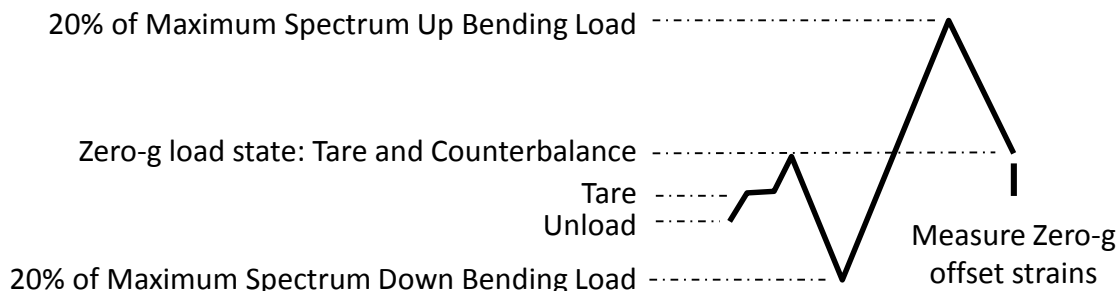 20% of Maximum Spectrum Up Bending Load
Zero-g load state: Tare and Counterbalance
Tare
Unload
20% of Maximum Spectrum Down Bending Load
Measure Zero-g
offset strains